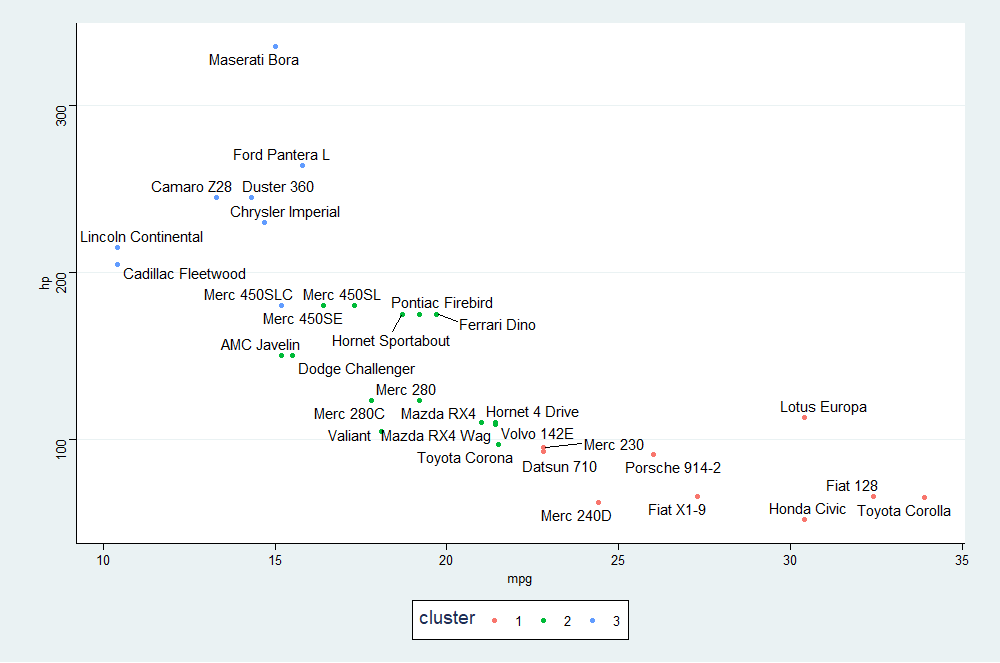 Maserati Bora
300
Ford Pantera L
Camaro Z28 Duster 360
Chrysler Imperial
Lincoln Continental
Cadillac Fleetwood
hp
200
Merc 450SLC Merc 450SL
Pontiac Firebird
Merc 450SE
Ferrari Dino
Hornet Sportabout
AMC Javelin
Dodge Challenger
Merc 280
Lotus Europa
Merc 280C Mazda RX4 Hornet 4 Drive
Valiant Mazda RX4 Wag Volvo 142E
100
Merc 230
Toyota Corona
Datsun 710
Porsche 914-2
Fiat 128
Merc 240D
Fiat X1-9
Honda Civic
Toyota Corolla
10 15 20 25 30 35
mpg
cluster 1 2 3